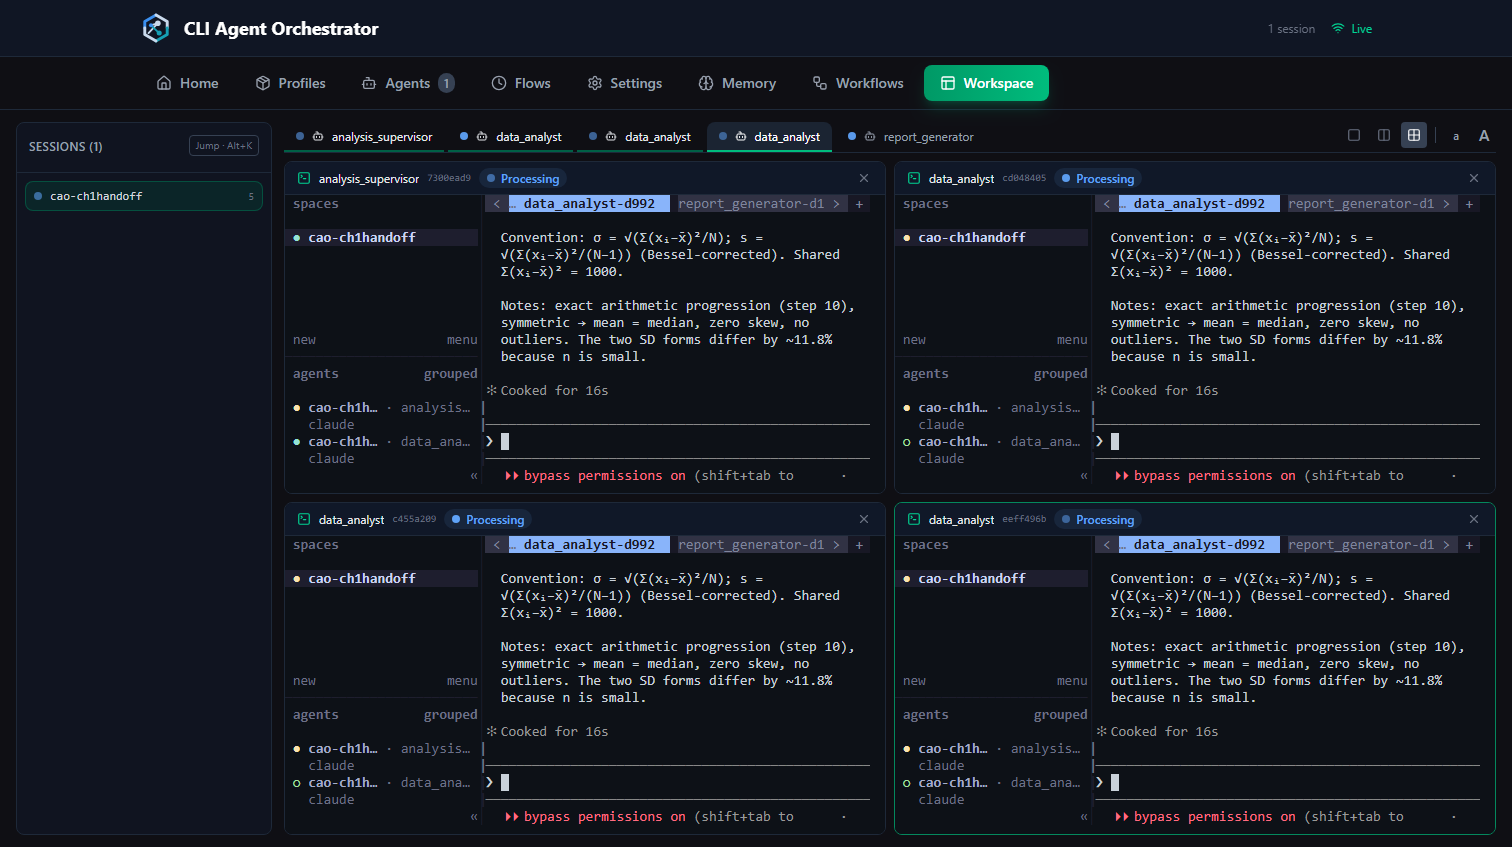 CLI Agent Orchestrator
1 session
Live
Home
Profiles
Agents 1
Flows
Settings
Memory
Workflows
Workspace
SESSIONS (1)
Jump · Alt+K
cao-ch1handoff 5
analysis_supervisor
data_analyst
data_analyst
data_analyst
report_generator
a A
analysis_supervisor 7300ead9 Processing
spaces
< … data_analyst-d992 report_generator-d1 > +
cao-ch1handoff
Convention: σ = √(Σ(xᵢ-x̄)²/N); s =
√(Σ(xᵢ-x̄)²/(N-1)) (Bessel-corrected). Shared
Σ(xᵢ-x̄)² = 1000.
Notes: exact arithmetic progression (step 10),
symmetric → mean = median, zero skew, no
outliers. The two SD forms differ by ~11.8%
because n is small.
new menu
agents grouped
✻ Cooked for 16s
cao-ch1h… · analysis…
claude
cao-ch1h… · data_ana…
claude
«
❯
⏵⏵ bypass permissions on (shift+tab to ·
data_analyst cd048405 Processing
spaces
< … data_analyst-d992 report_generator-d1 > +
cao-ch1handoff
Convention: σ = √(Σ(xᵢ-x̄)²/N); s =
√(Σ(xᵢ-x̄)²/(N-1)) (Bessel-corrected). Shared
Σ(xᵢ-x̄)² = 1000.
Notes: exact arithmetic progression (step 10),
symmetric → mean = median, zero skew, no
outliers. The two SD forms differ by ~11.8%
because n is small.
new menu
agents grouped
✻ Cooked for 16s
cao-ch1h… · analysis…
claude
cao-ch1h… · data_ana…
claude
«
❯
⏵⏵ bypass permissions on (shift+tab to ·
data_analyst c455a209 Processing
spaces
< … data_analyst-d992 report_generator-d1 > +
cao-ch1handoff
Convention: σ = √(Σ(xᵢ-x̄)²/N); s =
√(Σ(xᵢ-x̄)²/(N-1)) (Bessel-corrected). Shared
Σ(xᵢ-x̄)² = 1000.
Notes: exact arithmetic progression (step 10),
symmetric → mean = median, zero skew, no
outliers. The two SD forms differ by ~11.8%
because n is small.
new menu
agents grouped
✻ Cooked for 16s
cao-ch1h… · analysis…
claude
cao-ch1h… · data_ana…
claude
«
❯
⏵⏵ bypass permissions on (shift+tab to ·
data_analyst eeff496b Processing
spaces
< … data_analyst-d992 report_generator-d1 > +
cao-ch1handoff
Convention: σ = √(Σ(xᵢ-x̄)²/N); s =
√(Σ(xᵢ-x̄)²/(N-1)) (Bessel-corrected). Shared
Σ(xᵢ-x̄)² = 1000.
Notes: exact arithmetic progression (step 10),
symmetric → mean = median, zero skew, no
outliers. The two SD forms differ by ~11.8%
because n is small.
new menu
agents grouped
✻ Cooked for 16s
cao-ch1h… · analysis…
claude
cao-ch1h… · data_ana…
claude
«
❯
⏵⏵ bypass permissions on (shift+tab to ·